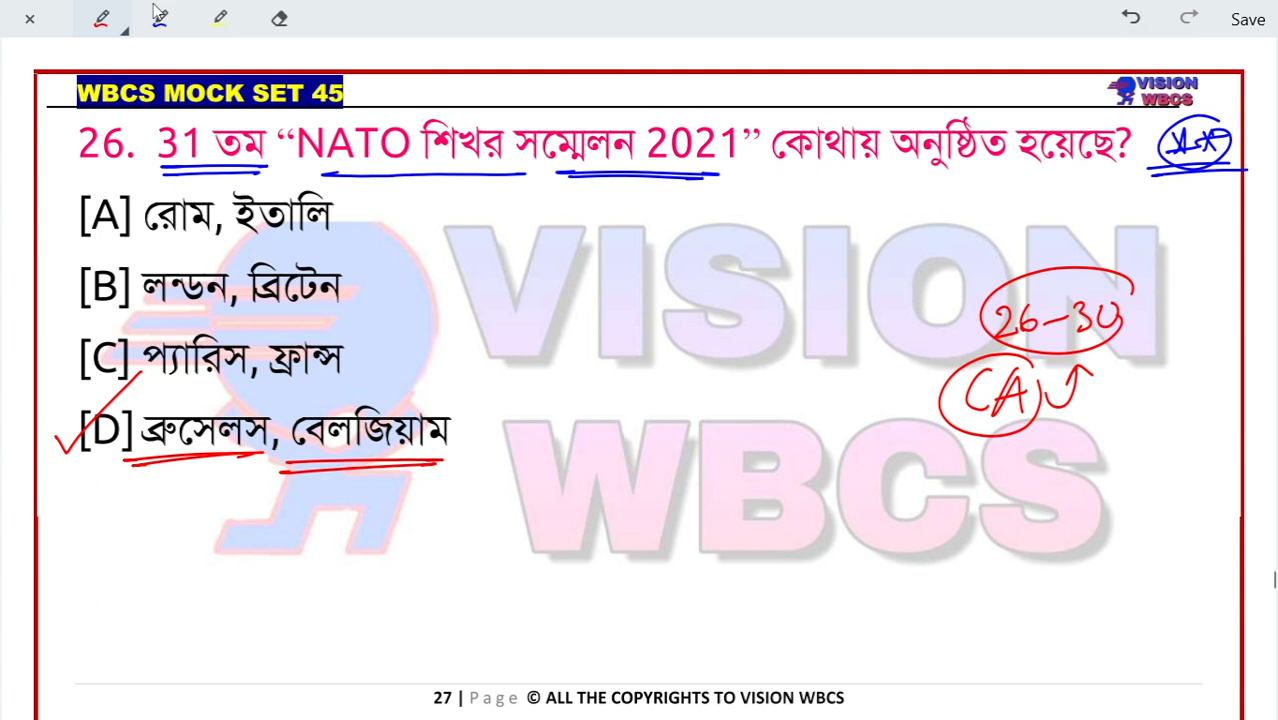 Save
WBCS MOCK SET 45
VISION
WBCS
26. 31 তম “NATO শিখর সম্মেলন 2021” কোথায় অনুষ্ঠিত হয়েছে?
[A] রোম, ইতালি
[B] লন্ডন, ব্রিটেন
[C] প্যারিস, ফ্রান্স
[D] ব্রুসেলস, বেলজিয়াম
26-30
CA
VISION
WBCS
27 | Page © ALL THE COPYRIGHTS TO VISION WBCS